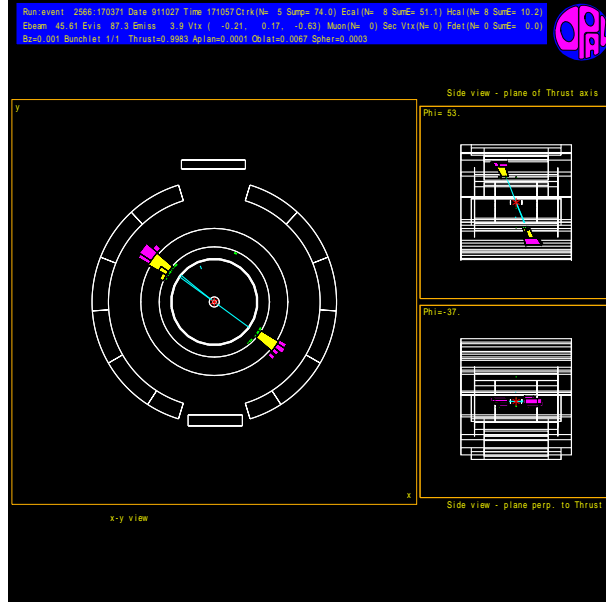 Run:event 2566:170371 Date 911027 Time 171057 Ctrk(N= 5 Sump= 74.0) Ecal(N= 8 SumE= 51.1) Hcal(N= 8 SumE= 10.2)
Ebeam 45.61 Evis 87.3 Emiss 3.9 Vtx ( -0.21, 0.17, -0.63) Muon(N= 0) Sec Vtx(N= 0) Fdet(N= 0 SumE= 0.0)
Bz=0.001 Bunchlet 1/1 Thrust=0.9983 Aplan=0.0001 Oblat=0.0067 Spher=0.0003
OPAL
Side view - plane of Thrust axis
y
Phi= 53.
Phi=-37.
x
Side view - plane perp. to Thrust
x-y view